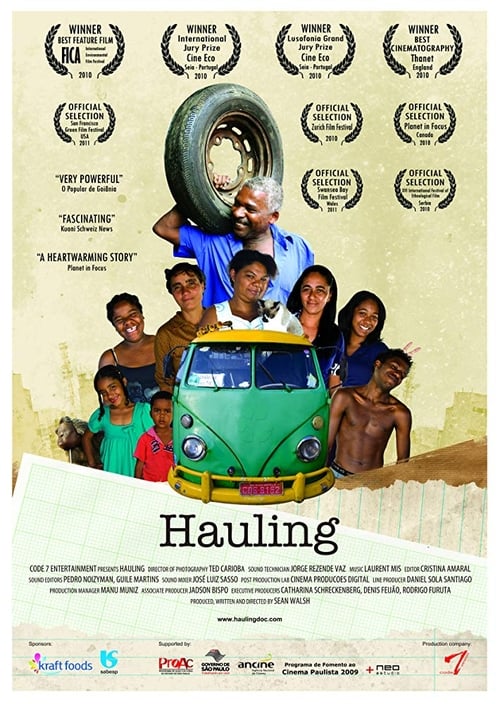 WINNER
BEST FEATURE FILM
FICA International
Environmental
Film Festival
2010
WINNER
International
Jury Prize
Cine Eco
Seia - Portugal
2010
WINNER
Lusofonia Grand
Jury Prize
Cine Eco
Seia - Portugal
2010
WINNER
BEST
CINEMATOGRAPHY
Thanet
England
2010
OFFICIAL
SELECTION
San Francisco
Green Film Festival
USA
2011
OFFICIAL
SELECTION
Zurich Film Festival
2010
OFFICIAL
SELECTION
Planet in Focus
Canada
2010
OFFICIAL
SELECTION
Swansea Bay
Film Festival
Wales
2011
OFFICIAL
SELECTION
XIX International Festival of
Ethnological Film
Serbia
2010
"VERY POWERFUL"
O Popular de Goiânia
"FASCINATING"
Kuoni Schweiz News
"A HEARTWARMING STORY"
Planet in Focus
Hauling
CODE 7 ENTERTAINMENT PRESENTS HAULING DIRECTOR OF PHOTOGRAPHY TED CARIOBA SOUND TECHNICIAN JORGE REZENDE VAZ MUSIC LAURENT MIS EDITOR CRISTINA AMARAL
SOUND EDITORS PEDRO NOIZYMAN, GUILE MARTINS SOUND MIXER JOSÉ LUIZ SASSO POST PRODUCTION LAB CINEMA PRODUCOES DIGITAL LINE PRODUCER DANIEL SOLA SANTIAGO
PRODUCTION MANAGER MANU MUNIZ ASSOCIATE PRODUCER JADSON BISPO EXECUTIVE PRODUCERS CATHARINA SCHRECKENBERG, DENIS FEIJÃO, RODRIGO FURUTA
PRODUCED, WRITTEN AND DIRECTED BY SEAN WALSH
www.haulingdoc.com
Sponsors:
kraft foods
sabesp
Supported by:
PROAC
GOVERNO DE
SÃO PAULO
ancine
Agência Nacional
do Cinema
Programa de Fomento ao
Cinema Paulista 2009
+neo
estudio
Production company:
code 7